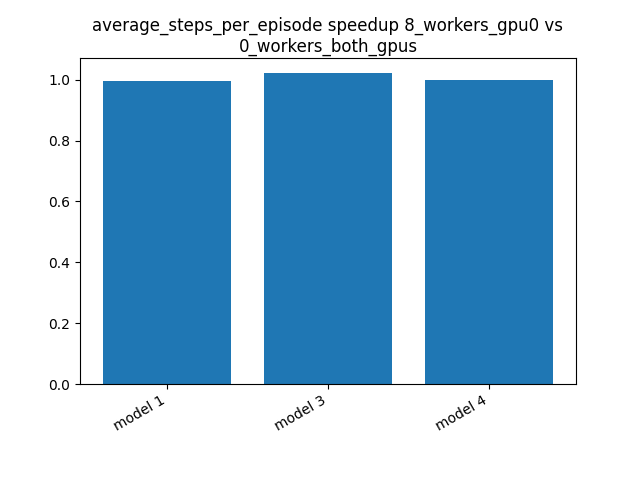 average_steps_per_episode speedup 8_workers_gpu0 vs
0_workers_both_gpus
1.0
0.8
0.6
0.4
0.2
0.0
model 1
model 3
model 4